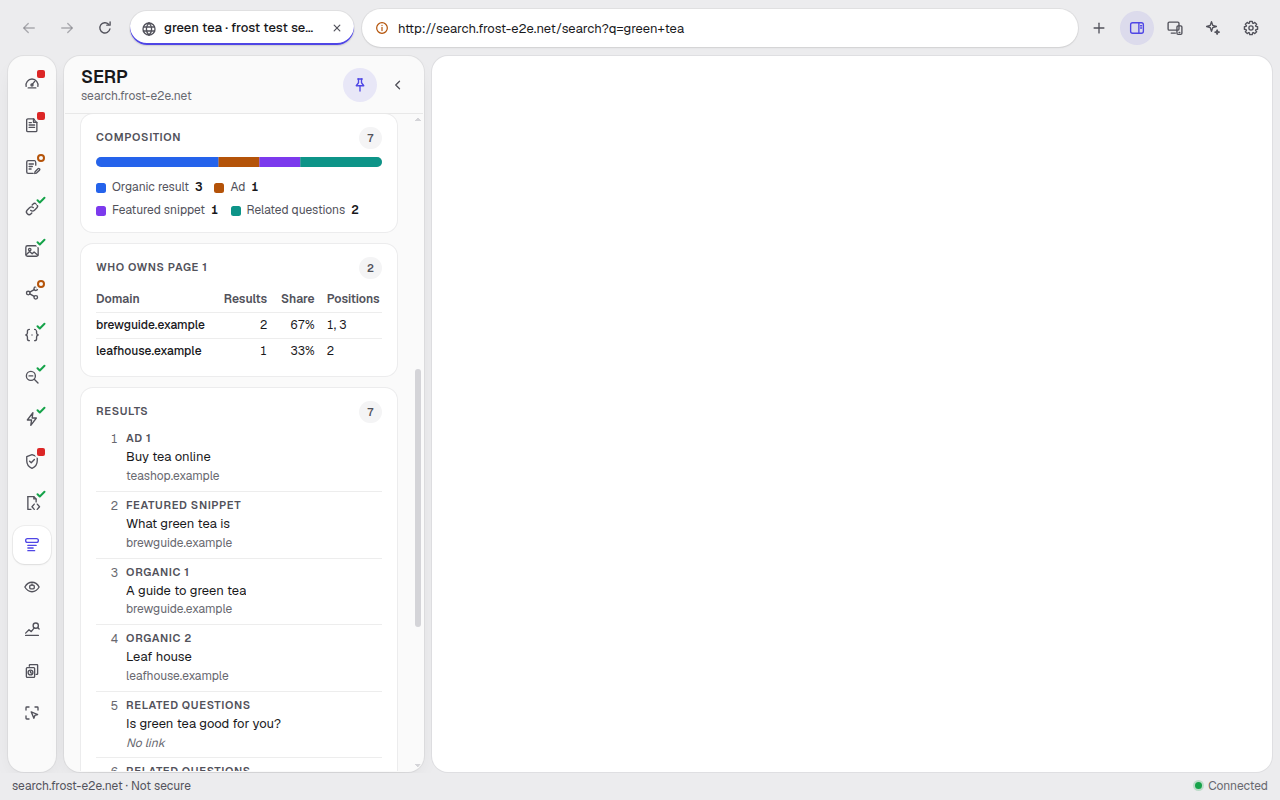 green tea · frost test se...
http://search.frost-e2e.net/search?q=green+tea
SERP
search.frost-e2e.net
COMPOSITION 7
Organic result 3 Ad 1
Featured snippet 1 Related questions 2
WHO OWNS PAGE 1 2
Domain Results Share Positions
brewguide.example 2 67% 1, 3
leafhouse.example 1 33% 2
RESULTS 7
1 AD 1
Buy tea online
teashop.example
2 FEATURED SNIPPET
What green tea is
brewguide.example
3 ORGANIC 1
A guide to green tea
brewguide.example
4 ORGANIC 2
Leaf house
leafhouse.example
5 RELATED QUESTIONS
Is green tea good for you?
No link
6 RELATED QUESTIONS
search.frost-e2e.net · Not secure
Connected